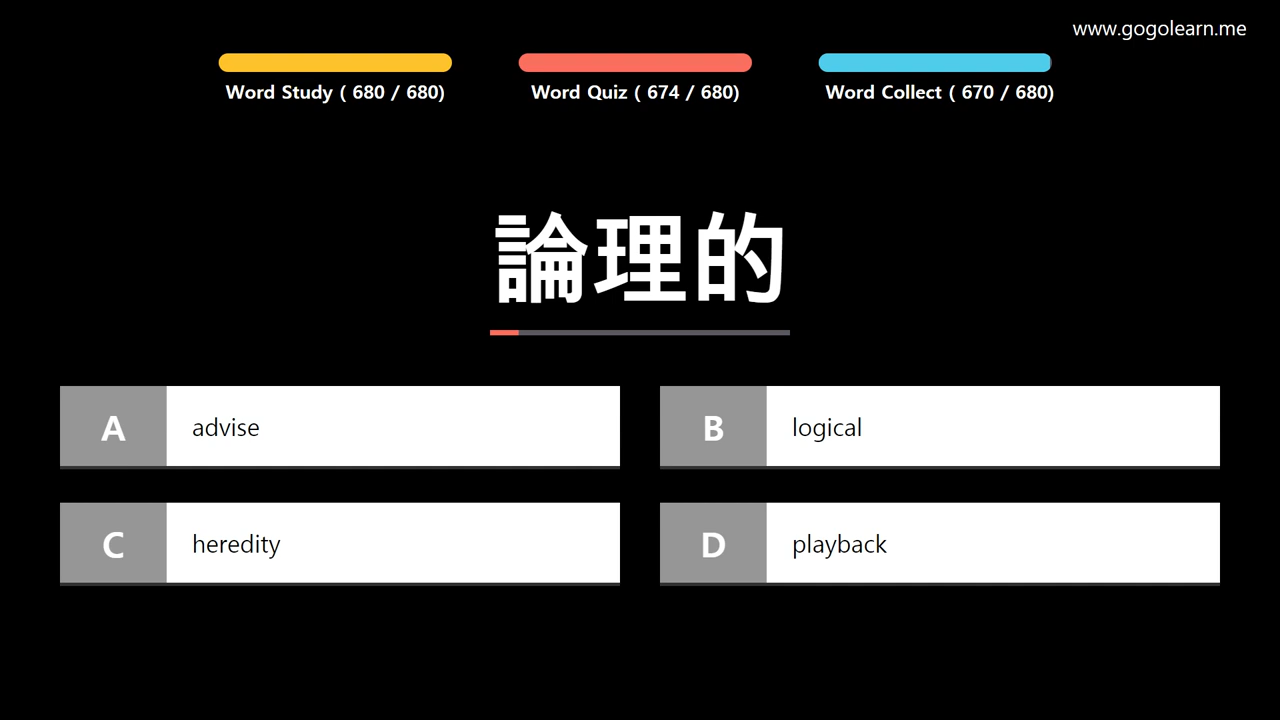 www.gogolearn.me
Word Study ( 680 / 680)
Word Quiz ( 674 / 680)
Word Collect ( 670 / 680)
論理的
A advise
B logical
C heredity
D playback